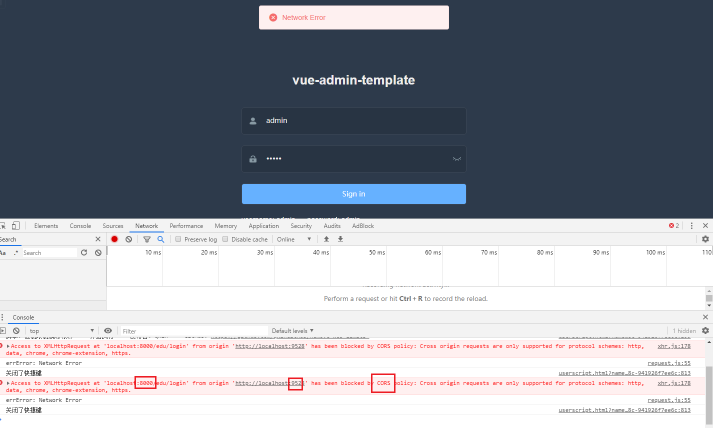 Network Error
vue-admin-template
admin
•••••
Sign in
Elements Console Sources Network Performance Memory Application Security Audits AdBlock 2
Search
Preserve log Disable cache Online
Aa .* Search
10 ms 20 ms 30 ms 40 ms 50 ms 60 ms 70 ms 80 ms 90 ms 100 ms 110
Perform a request or hit Ctrl + R to record the reload.
Console
top Filter Default levels 1 hidden
Access to XMLHttpRequest at 'localhost:8000/edu/login' from origin 'http://localhost:9528' has been blocked by CORS policy: Cross origin requests are only supported for protocol schemes: http, xhr.js:178
data, chrome, chrome-extension, https.
errError: Network Error request.js:55
关闭了快捷键 userscript.html?name…8c-941926f7ee6c:813
Access to XMLHttpRequest at 'localhost:8000/edu/login' from origin 'http://localhost:9528' has been blocked by CORS policy: Cross origin requests are only supported for protocol schemes: http, xhr.js:178
data, chrome, chrome-extension, https.
errError: Network Error request.js:55
关闭了快捷键 userscript.html?name…8c-941926f7ee6c:813